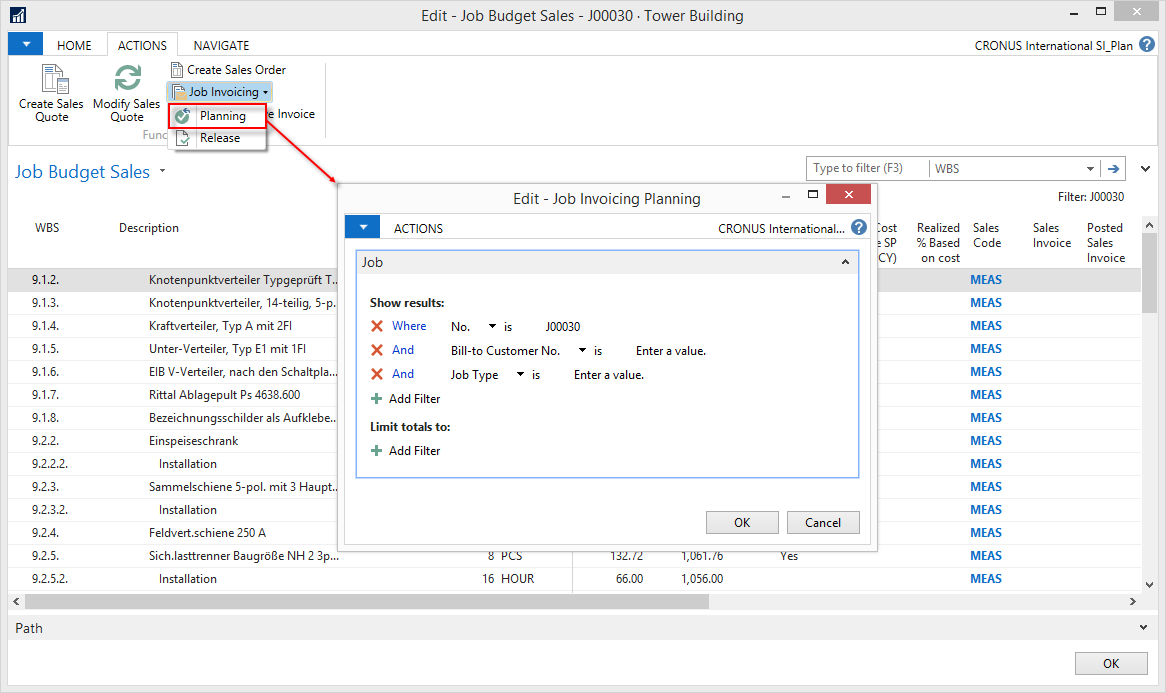 Edit - Job Budget Sales - J00030 · Tower Building
HOME ACTIONS NAVIGATE CRONUS International SI_Plan ?
Create Sales Quote
Modify Sales Quote
Create Sales Order
Job Invoicing
Planning
e Invoice
Release
Func
Job Budget Sales
Type to filter (F3) WBS
Filter: J00030
WBS Description
Cost
e SP
CY)
Realized
% Based
on cost
Sales
Code
Sales
Invoice
Posted
Sales
Invoice
9.1.2. Knotenpunktverteiler Typgeprüft T... MEAS
9.1.3. Knotenpunktverteiler, 14-teilig, 5-p... MEAS
9.1.4. Kraftverteiler, Typ A mit 2Fl MEAS
9.1.5. Unter-Verteiler, Typ E1 mit 1Fl MEAS
9.1.6. EIB V-Verteiler, nach den Schaltpla... MEAS
9.1.7. Rittal Ablagepult Ps 4638.600 MEAS
9.1.8. Bezeichnungsschilder als Aufklebe... MEAS
9.2.2. Einspeiseschrank MEAS
9.2.2.2. Installation MEAS
9.2.3. Sammelschiene 5-pol. mit 3 Haupt... MEAS
9.2.3.2. Installation MEAS
9.2.4. Feldvert.schiene 250 A MEAS
9.2.5. Sich.lasttrenner Baugröße NH 2 3p... 8 PCS 132.72 1,061.76 Yes MEAS
9.2.5.2. Installation 16 HOUR 66.00 1,056.00 MEAS
Edit - Job Invoicing Planning
ACTIONS CRONUS International... ?
Job
Show results:
Where No. is J00030
And Bill-to Customer No. is Enter a value.
And Job Type is Enter a value.
Add Filter
Limit totals to:
Add Filter
OK Cancel
Path
OK